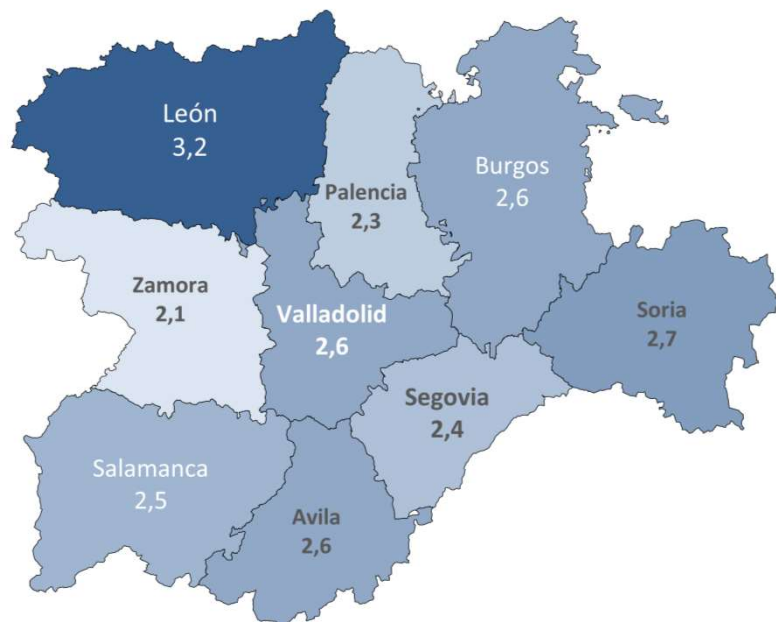 León
3,2
Palencia
2,3
Burgos
2,6
Zamora
2,1
Valladolid
2,6
Soria
2,7
Segovia
2,4
Salamanca
2,5
Avila
2,6